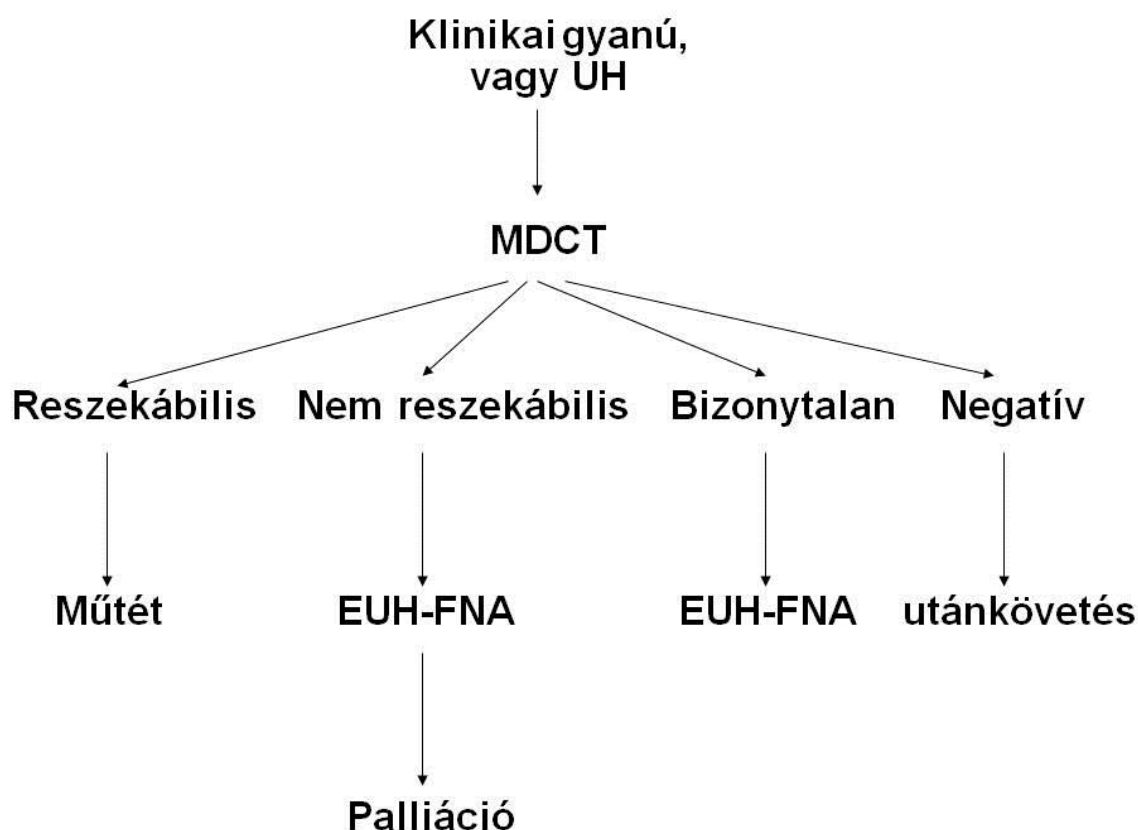 Klinikai gyanú,
vagy UH
MDCT
Reszekábilis
Nem reszekábilis
Bizonytalan
Negatív
Műtét
EUH-FNA
EUH-FNA
utánkövetés
Palliáció